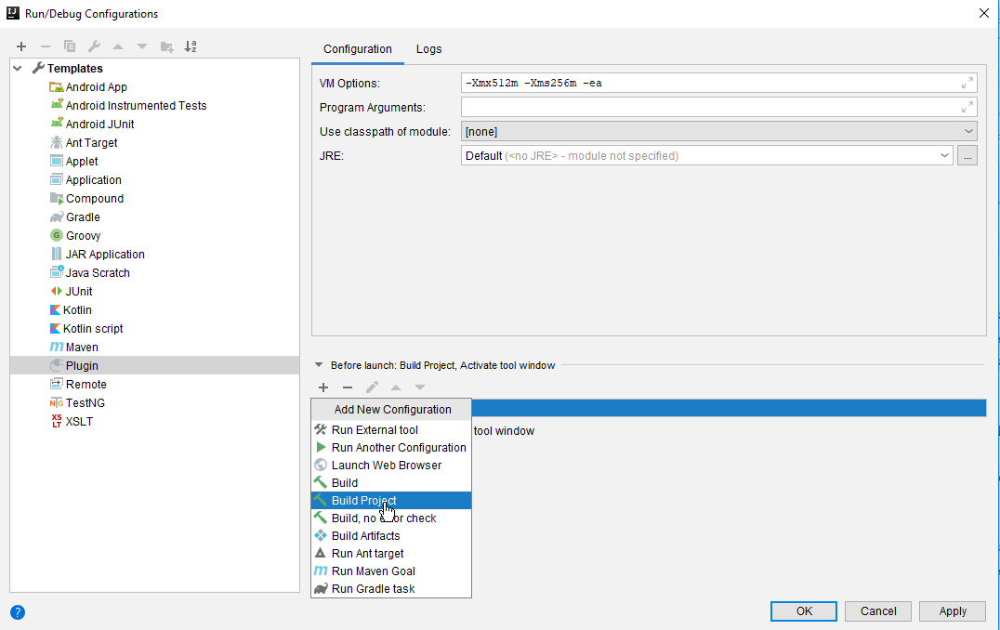 Run/Debug Configurations
Configuration
Logs
Templates
Android App
Android Instrumented Tests
Android JUnit
Ant Target
Applet
Application
Compound
Gradle
Groovy
JAR Application
Java Scratch
JUnit
Kotlin
Kotlin script
Maven
Plugin
Remote
TestNG
XSLT
VM Options: -Xmx512m -Xms256m -ea
Program Arguments:
Use classpath of module: [none]
JRE: Default (<no JRE> - module not specified) ...
Before launch: Build Project, Activate tool window
Add New Configuration
Run External tool
tool window
Run Another Configuration
Launch Web Browser
Build
Build Project
Build, no error check
Build Artifacts
Run Ant target
Run Maven Goal
Run Gradle task
? OK Cancel Apply